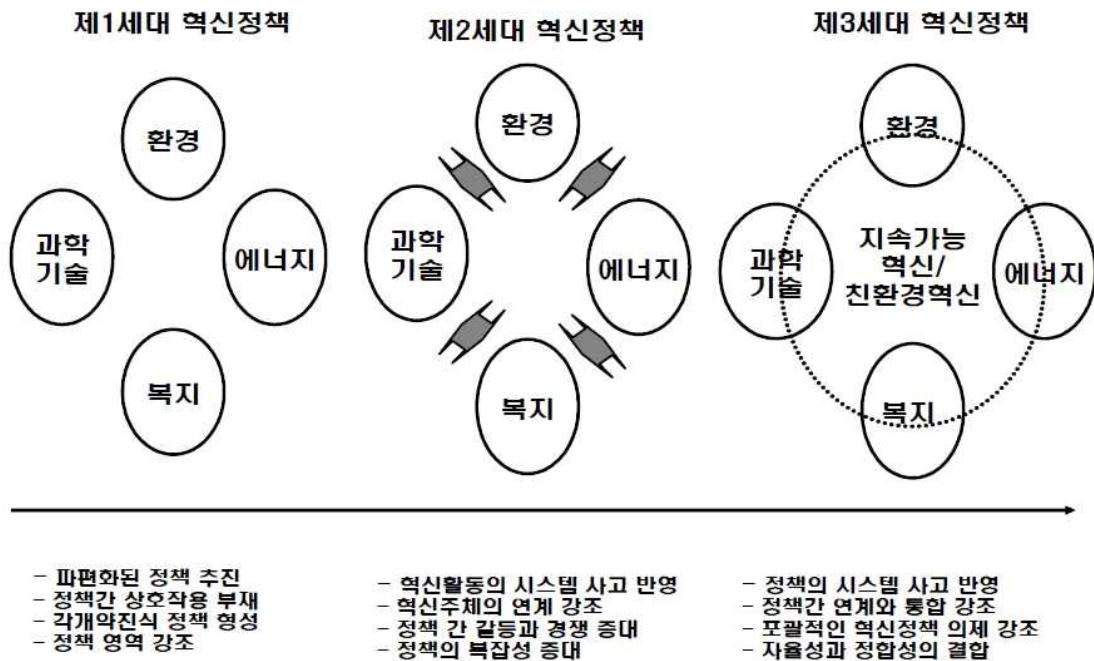 제1세대 혁신정책
환경
과학
기술
에너지
복지
제2세대 혁신정책
환경
과학
기술
에너지
복지
제3세대 혁신정책
환경
과학
기술
지속가능
혁신/
친환경혁신
에너지
복지
- 파편화된 정책 추진
- 정책간 상호작용 부재
- 각개약진식 정책 형성
- 정책 영역 강조
- 혁신활동의 시스템 사고 반영
- 혁신주체의 연계 강조
- 정책 간 갈등과 경쟁 증대
- 정책의 복잡성 증대
- 정책의 시스템 사고 반영
- 정책간 연계와 통합 강조
- 포괄적인 혁신정책 의제 강조
- 자율성과 정합성의 결합